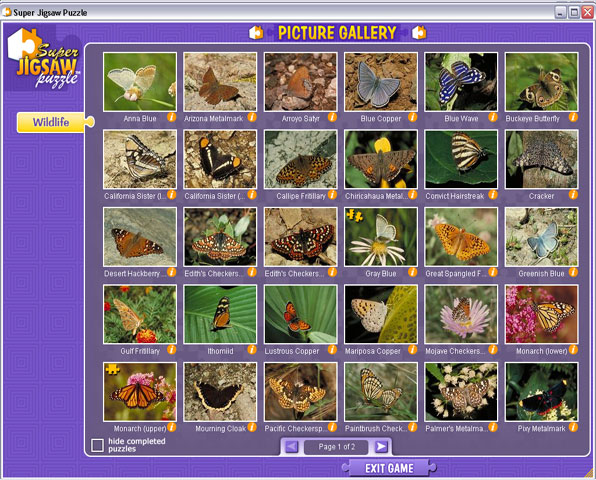 Super Jigsaw Puzzle
Super
JIGSAW
puzzle™
PICTURE GALLERY
Wildlife
Anna Blue
Arizona Metalmark
Arroyo Satyr
Blue Copper
Blue Wave
Buckeye Butterfly
California Sister (l...
California Sister (...
Callipe Fritillary
Chiricahaua Metal...
Convict Hairstreak
Cracker
Desert Hackberry...
Edith's Checkers...
Edith's Checkers...
Gray Blue
Great Spangled F...
Greenish Blue
Gulf Fritillary
Ithomiid
Lustrous Copper
Mariposa Copper
Mojave Checkers...
Monarch (lower)
Monarch (upper)
Mourning Cloak
Pacific Checkersp...
Paintbrush Check...
Palmer's Metalma...
Pixy Metalmark
hide completed
puzzles
Page 1 of 2
EXIT GAME